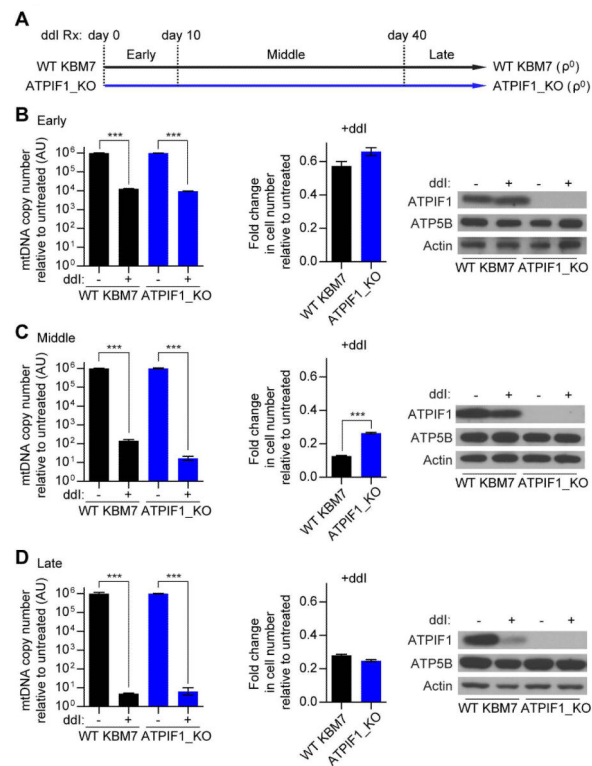 A
ddI Rx: day 0 day 10 day 40
Early Middle Late
WT KBM7 WT KBM7 (ρ⁰)
ATPIF1_KO ATPIF1_KO (ρ⁰)
B Early
mtDNA copy number
relative to untreated (AU)
10⁶
10⁵
10⁴
10³
10²
10¹
10⁰
*** ***
ddI: - + - +
WT KBM7 ATPIF1_KO
+ddI
Fold change
in cell number
relative to untreated
0.6
0.4
0.2
0.0
WT KBM7
ATPIF1_KO
ddI: - + - +
ATPIF1
ATP5B
Actin
WT KBM7 ATPIF1_KO
C Middle
mtDNA copy number
relative to untreated (AU)
10⁶
10⁵
10⁴
10³
10²
10¹
10⁰
*** ***
ddI: - + - +
WT KBM7 ATPIF1_KO
+ddI
Fold change
in cell number
relative to untreated
0.6
0.4
0.2
0.0
***
WT KBM7
ATPIF1_KO
ddI: - + - +
ATPIF1
ATP5B
Actin
WT KBM7 ATPIF1_KO
D Late
mtDNA copy number
relative to untreated (AU)
10⁶
10⁵
10⁴
10³
10²
10¹
10⁰
*** ***
ddI: - + - +
WT KBM7 ATPIF1_KO
+ddI
Fold change
in cell number
relative to untreated
0.6
0.4
0.2
0.0
WT KBM7
ATPIF1_KO
ddI: - + - +
ATPIF1
ATP5B
Actin
WT KBM7 ATPIF1_KO